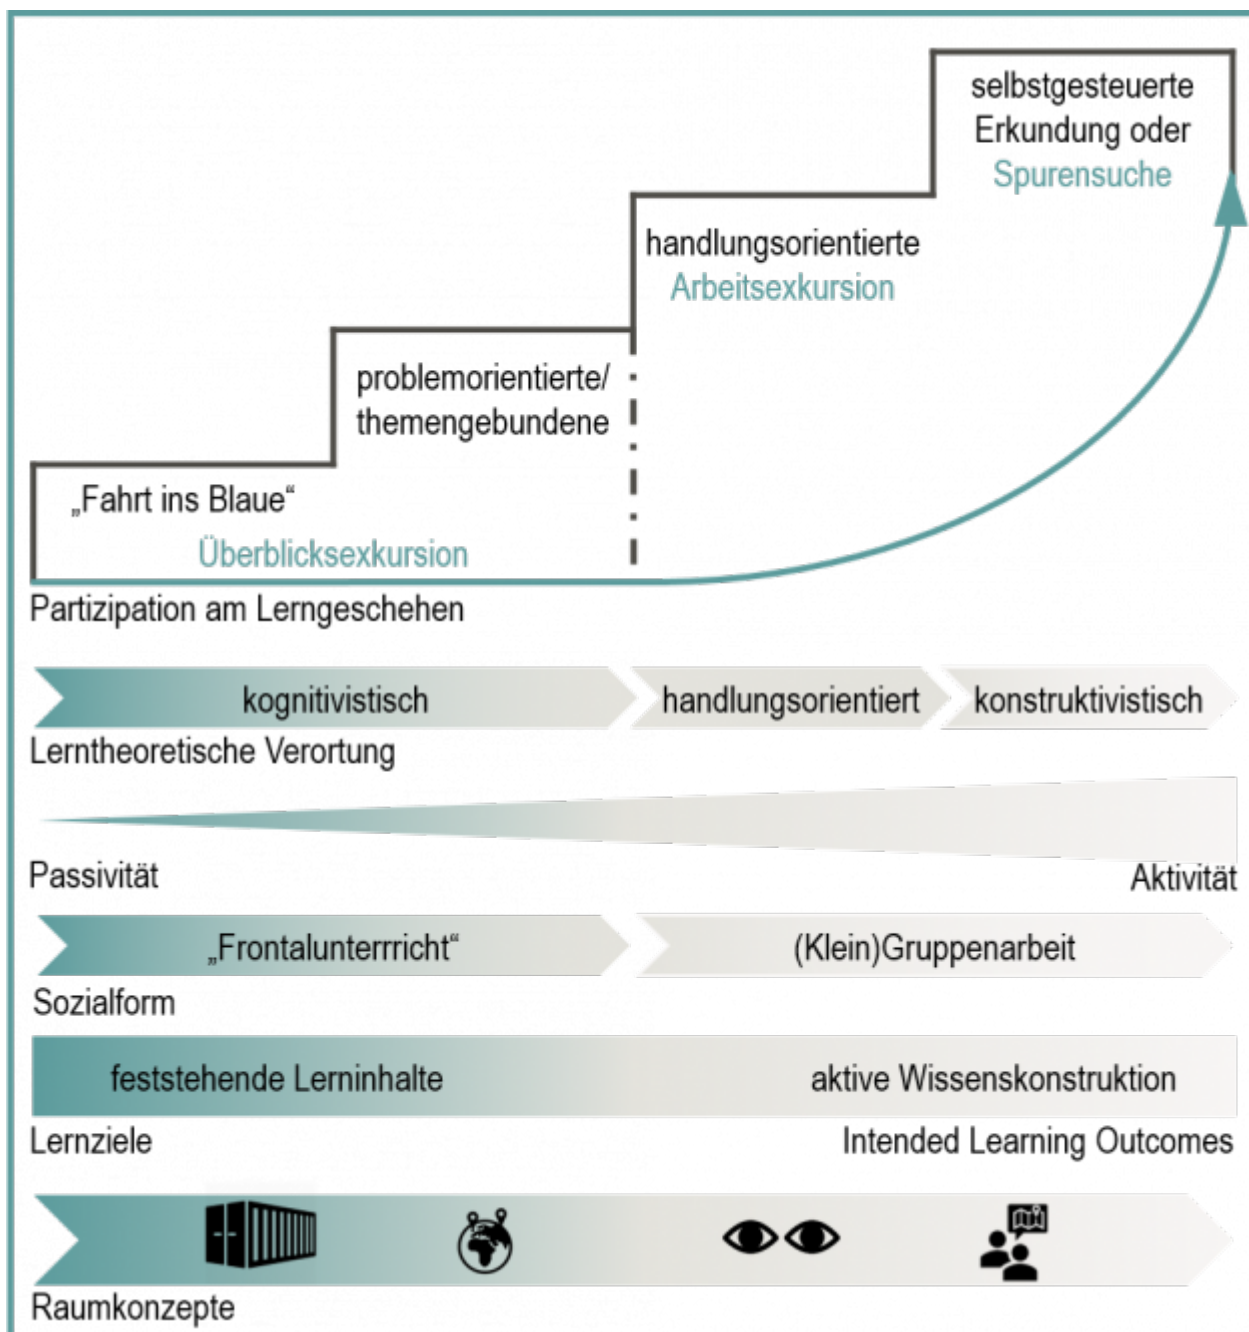 selbstgesteuerte
Erkundung oder
Spurensuche
handlungsorientierte
Arbeitsexkursion
problemorientierte/
themengebundene
„Fahrt ins Blaue“
Überblicksexkursion
Partizipation am Lerngeschehen
kognitivistisch
handlungsorientiert
konstruktivistisch
Lerntheoretische Verortung
Passivität
Aktivität
„Frontalunterrricht“
(Klein)Gruppenarbeit
Sozialform
feststehende Lerninhalte
aktive Wissenskonstruktion
Lernziele
Intended Learning Outcomes
Raumkonzepte